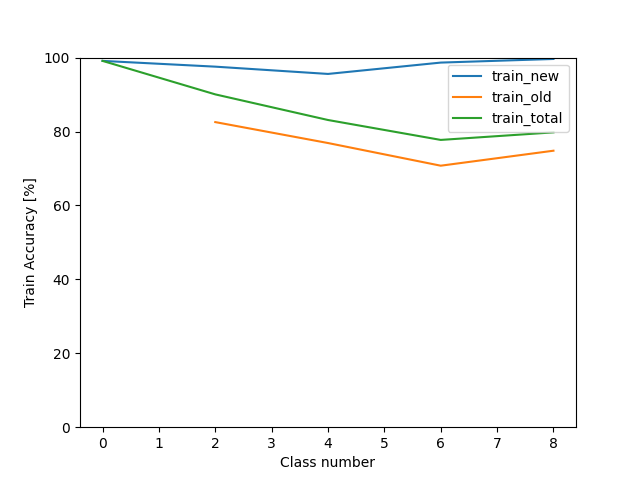 100
80
60
40
20
0
Train Accuracy [%]
train_new
train_old
train_total
0 1 2 3 4 5 6 7 8
Class number